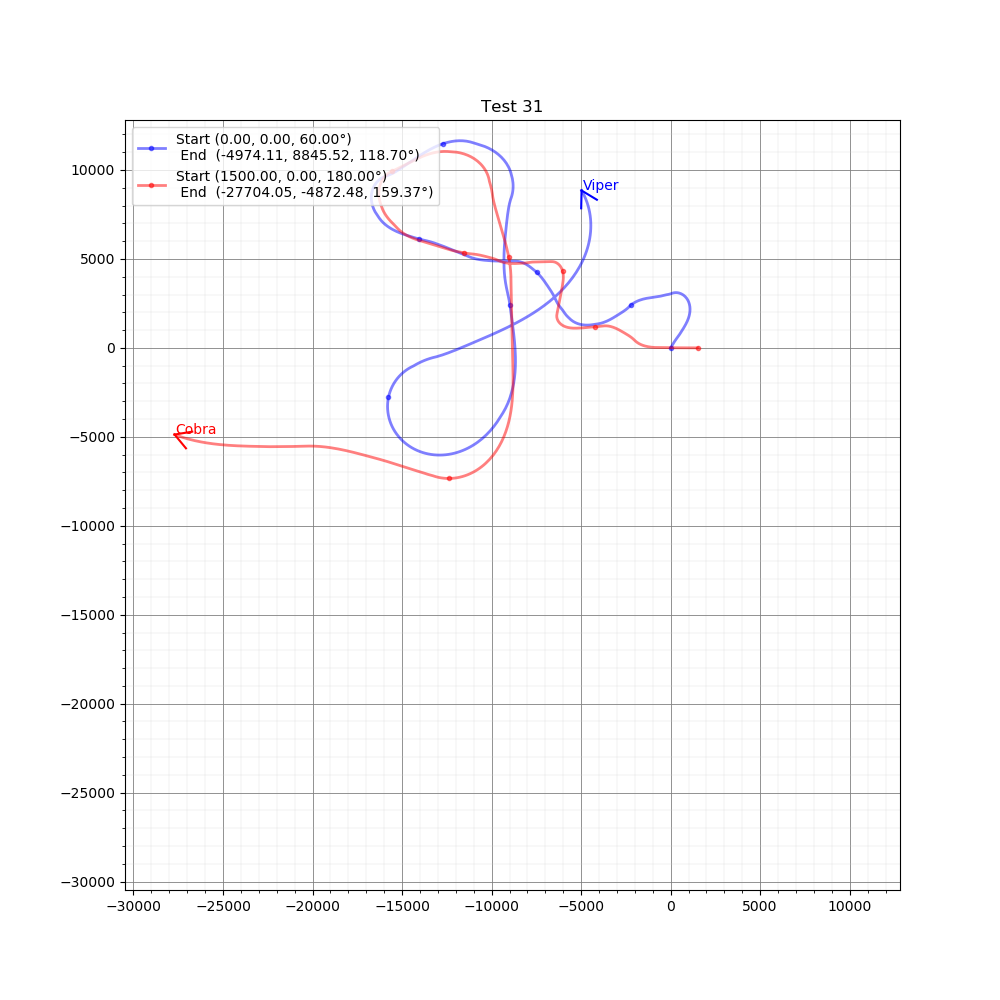 Test 31
Start (0.00, 0.00, 60.00°)
End (-4974.11, 8845.52, 118.70°)
Start (1500.00, 0.00, 180.00°)
End (-27704.05, -4872.48, 159.37°)
Viper
Cobra
10000
5000
0
−5000
−10000
−15000
−20000
−25000
−30000
−30000 −25000 −20000 −15000 −10000 −5000 0 5000 10000